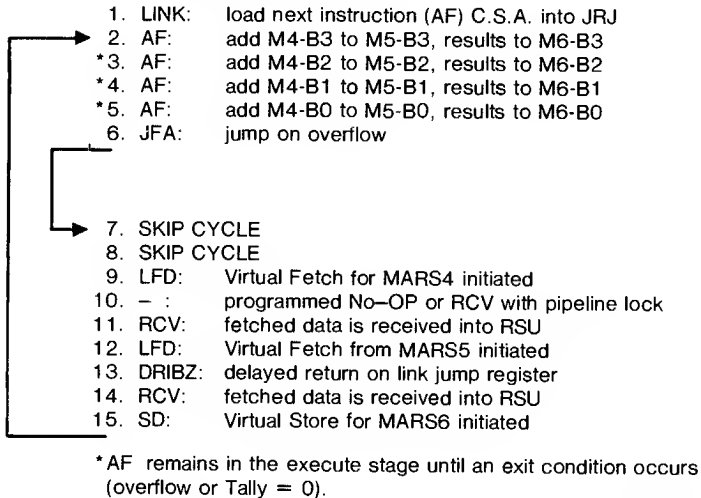 1. LINK: load next instruction (AF) C.S.A. into JRJ
2. AF: add M4-B3 to M5-B3, results to M6-B3
*3. AF: add M4-B2 to M5-B2, results to M6-B2
*4. AF: add M4-B1 to M5-B1, results to M6-B1
*5. AF: add M4-B0 to M5-B0, results to M6-B0
6. JFA: jump on overflow
7. SKIP CYCLE
8. SKIP CYCLE
9. LFD: Virtual Fetch for MARS4 initiated
10. – : programmed No–OP or RCV with pipeline lock
11. RCV: fetched data is received into RSU
12. LFD: Virtual Fetch from MARS5 initiated
13. DRIBZ: delayed return on link jump register
14. RCV: fetched data is received into RSU
15. SD: Virtual Store for MARS6 initiated
*AF remains in the execute stage until an exit condition occurs
(overflow or Tally = 0).